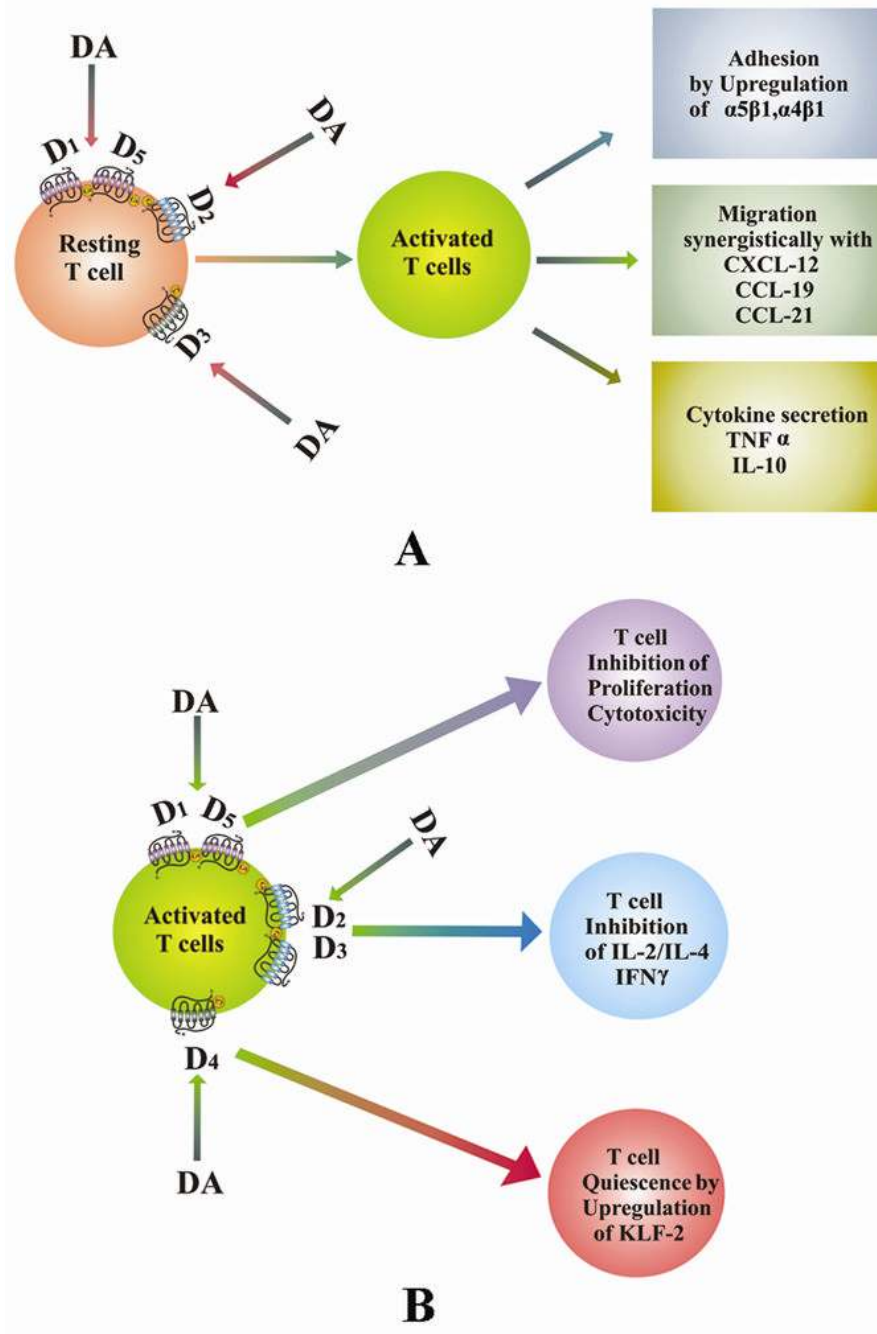 DA
D1 D5
D2
DA
Resting
T cell
D3
DA
Activated
T cells
Adhesion
by Upregulation
of α5β1,α4β1
Migration
synergistically with
CXCL-12
CCL-19
CCL-21
Cytokine secretion
TNF α
IL-10
A
DA
D1 D5
Activated
T cells
DA
D2
D3
D4
DA
T cell
Inhibition of
Proliferation
Cytotoxicity
T cell
Inhibition
of IL-2/IL-4
IFNγ
T cell
Quiescence by
Upregulation
of KLF-2
B